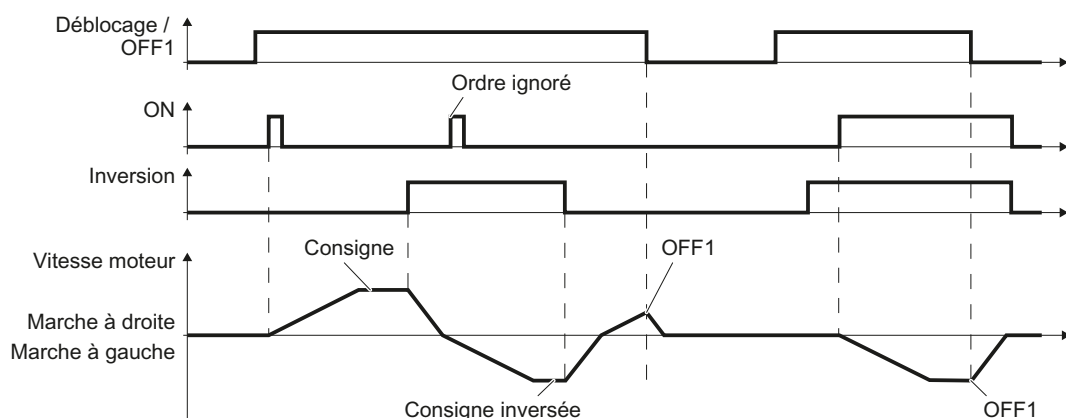 Déblocage /
OFF1
Ordre ignoré
ON
Inversion
Consigne
OFF1
Vitesse moteur
Marche à droite
Marche à gauche
Consigne inversée
OFF1